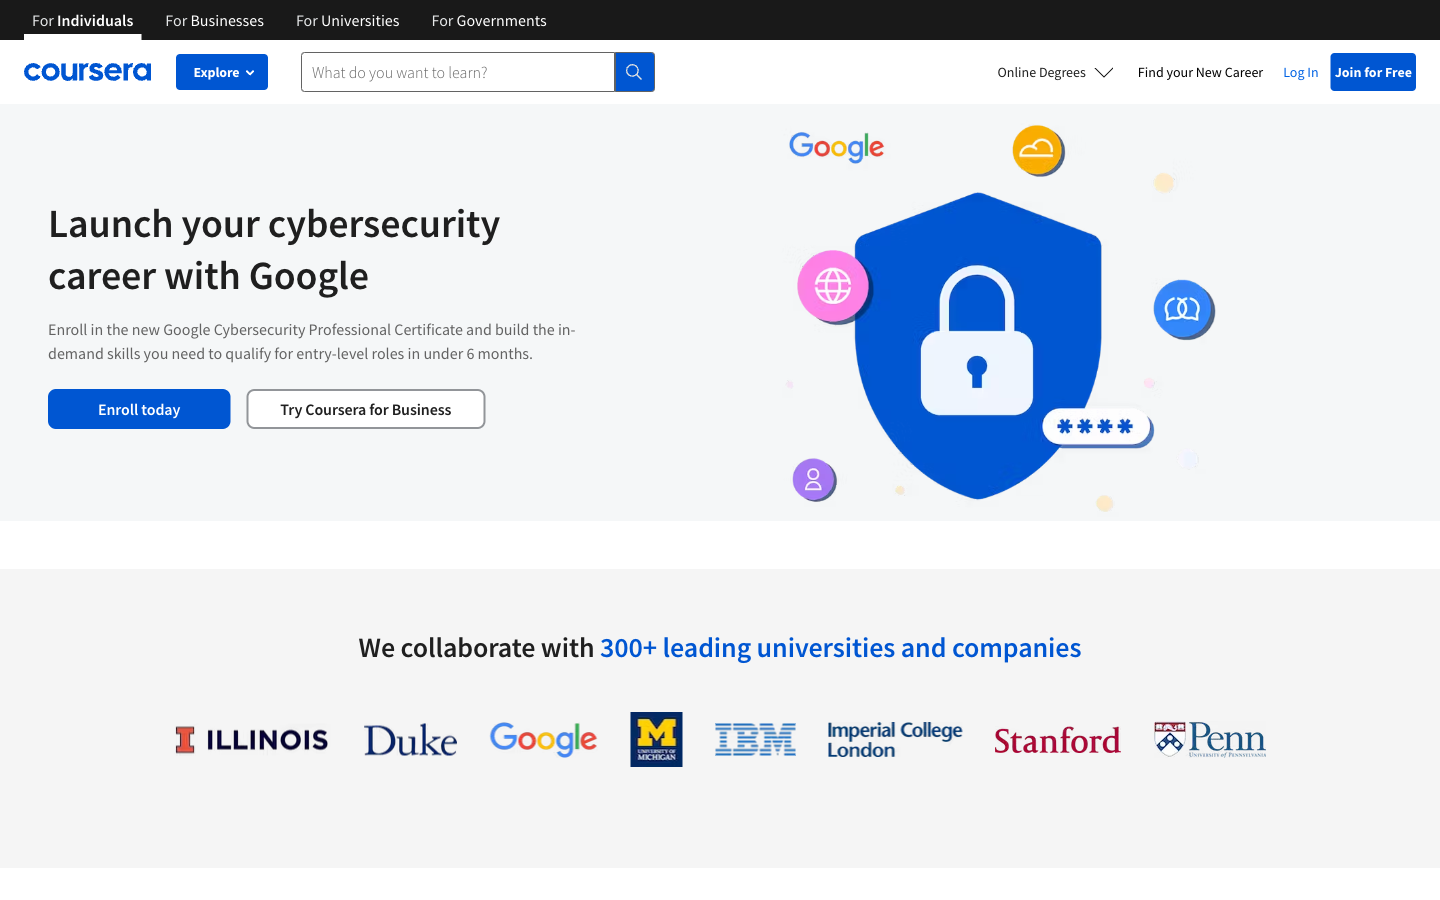 For Individuals
For Businesses
For Universities
For Governments
coursera
Explore
What do you want to learn?
Online Degrees
Find your New Career
Log In
Join for Free
Google
Launch your cybersecurity
career with Google
Enroll in the new Google Cybersecurity Professional Certificate and build the in-
demand skills you need to qualify for entry-level roles in under 6 months.
Enroll today
Try Coursera for Business
****
We collaborate with 300+ leading universities and companies
I ILLINOIS
Duke
Google
M
UNIVERSITY OF
MICHIGAN
IBM
Imperial College
London
Stanford
Penn
UNIVERSITY of PENNSYLVANIA